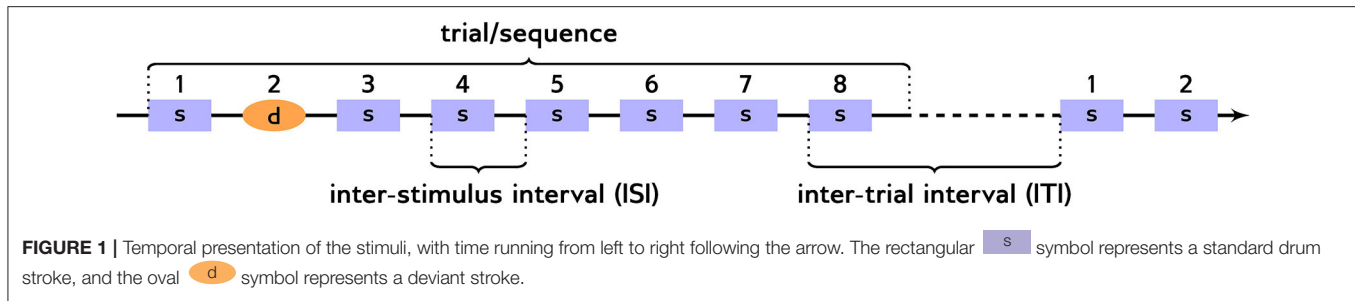 trial/sequence
1 2 3 4 5 6 7 8 1 2
s d s s s s s s s s
inter-stimulus interval (ISI) inter-trial interval (ITI)
FIGURE 1 | Temporal presentation of the stimuli, with time running from left to right following the arrow. The rectangular s symbol represents a standard drum
stroke, and the oval d symbol represents a deviant stroke.